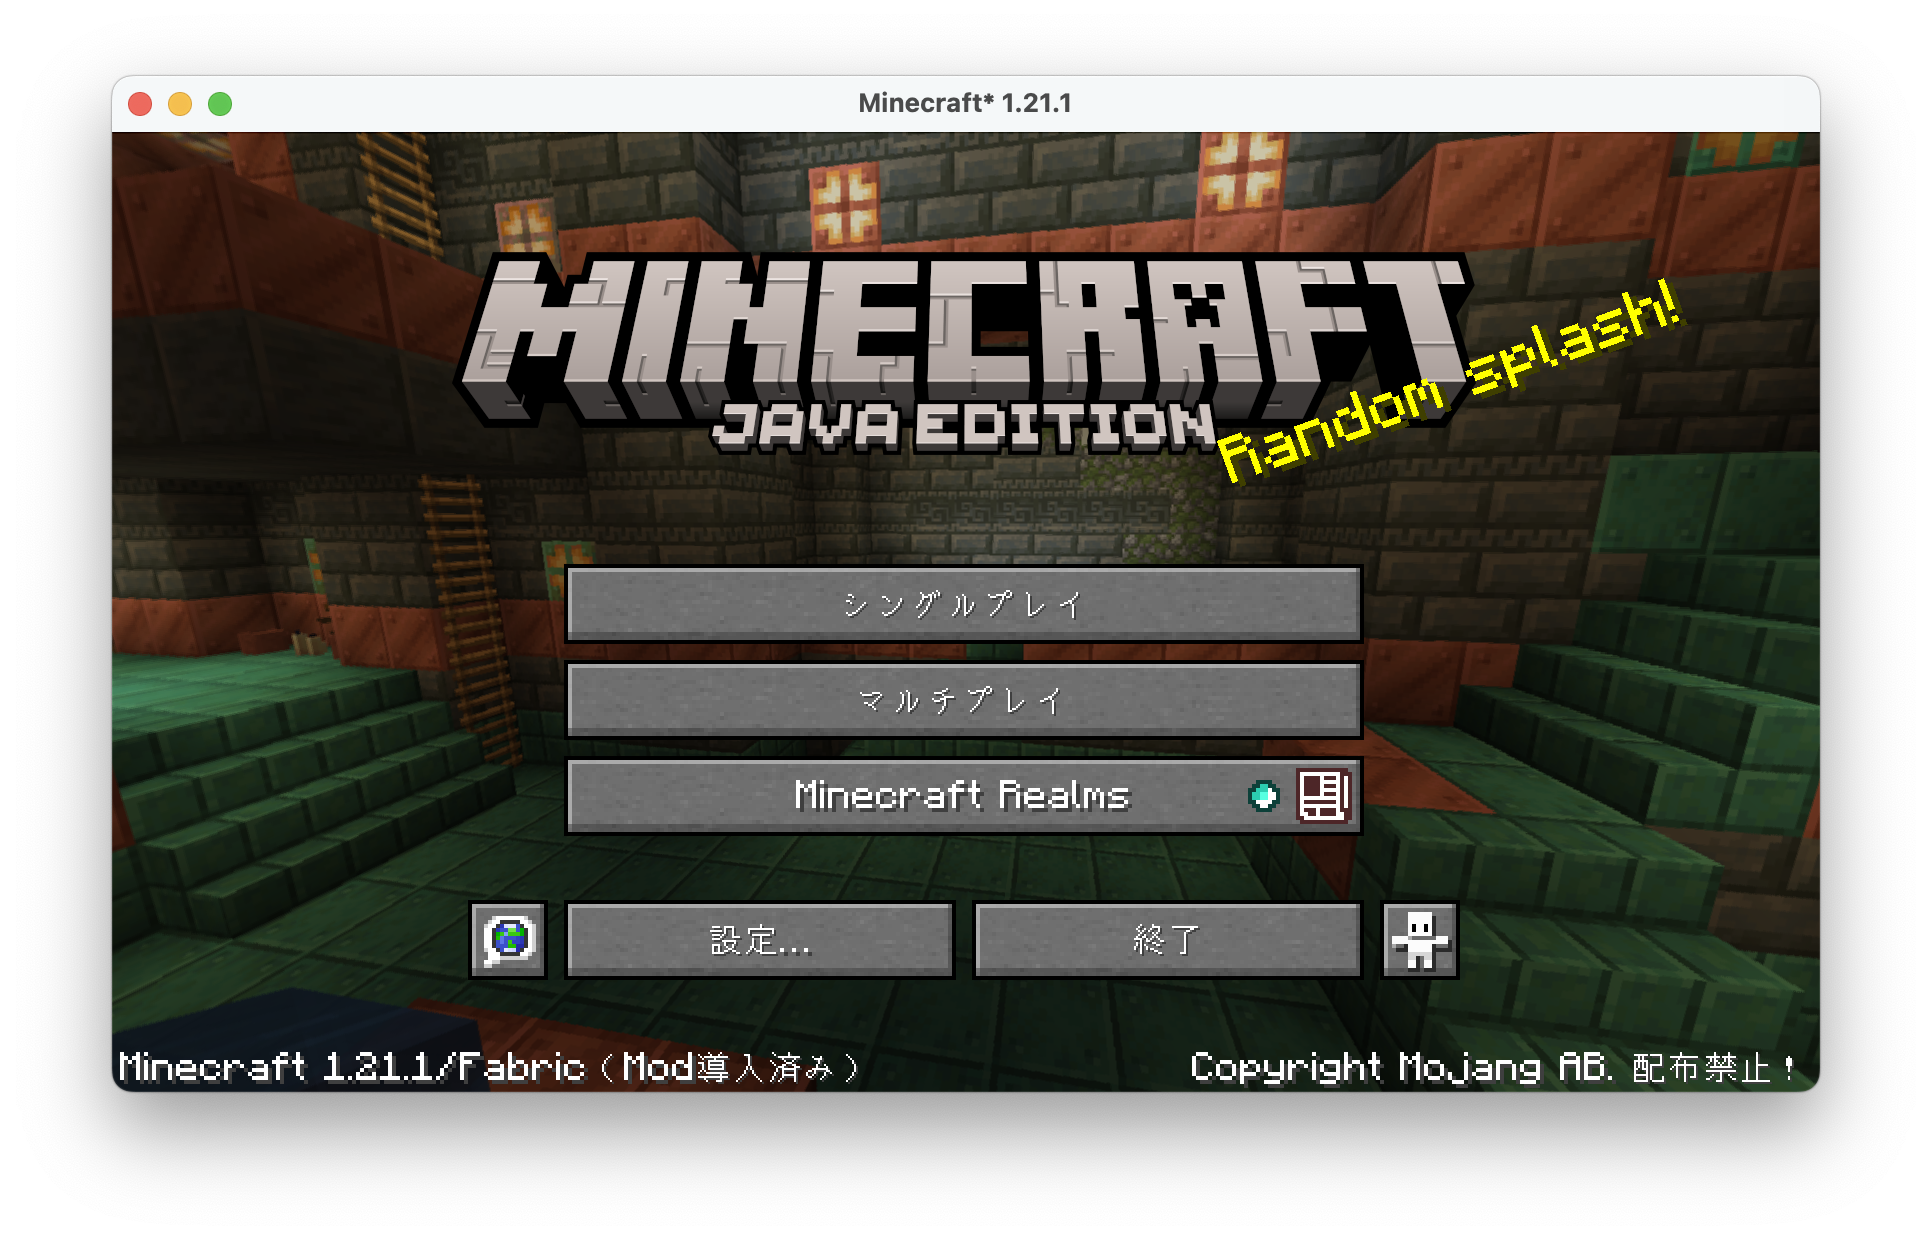 Minecraft* 1.21.1
MINECRAFT
JAVA EDITION
Random splash!
シングルプレイ
マルチプレイ
Minecraft Realms
設定...
終了
Minecraft 1.21.1/Fabric（Mod導入済み）
Copyright Mojang AB. 配布禁止！